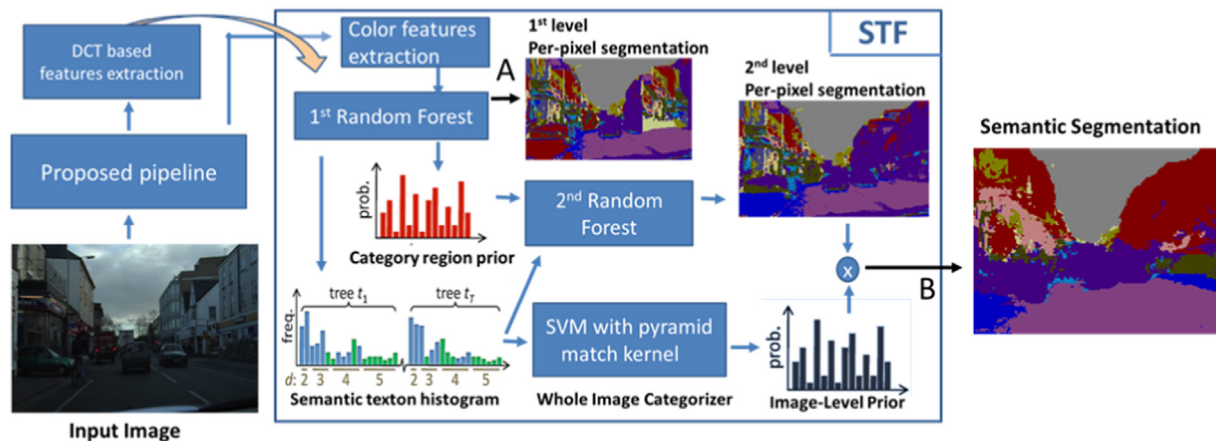 DCT based
features extraction
Proposed pipeline
Input Image
Color features
extraction
1st Random Forest
A
1st level
Per-pixel segmentation
STF
2nd level
Per-pixel segmentation
prob.
Category region prior
2nd Random
Forest
tree t1
tree tT
freq.
d: 2 3 4 5 2 3 4 5
Semantic texton histogram
SVM with pyramid
match kernel
Whole Image Categorizer
x
B
prob.
Image-Level Prior
Semantic Segmentation